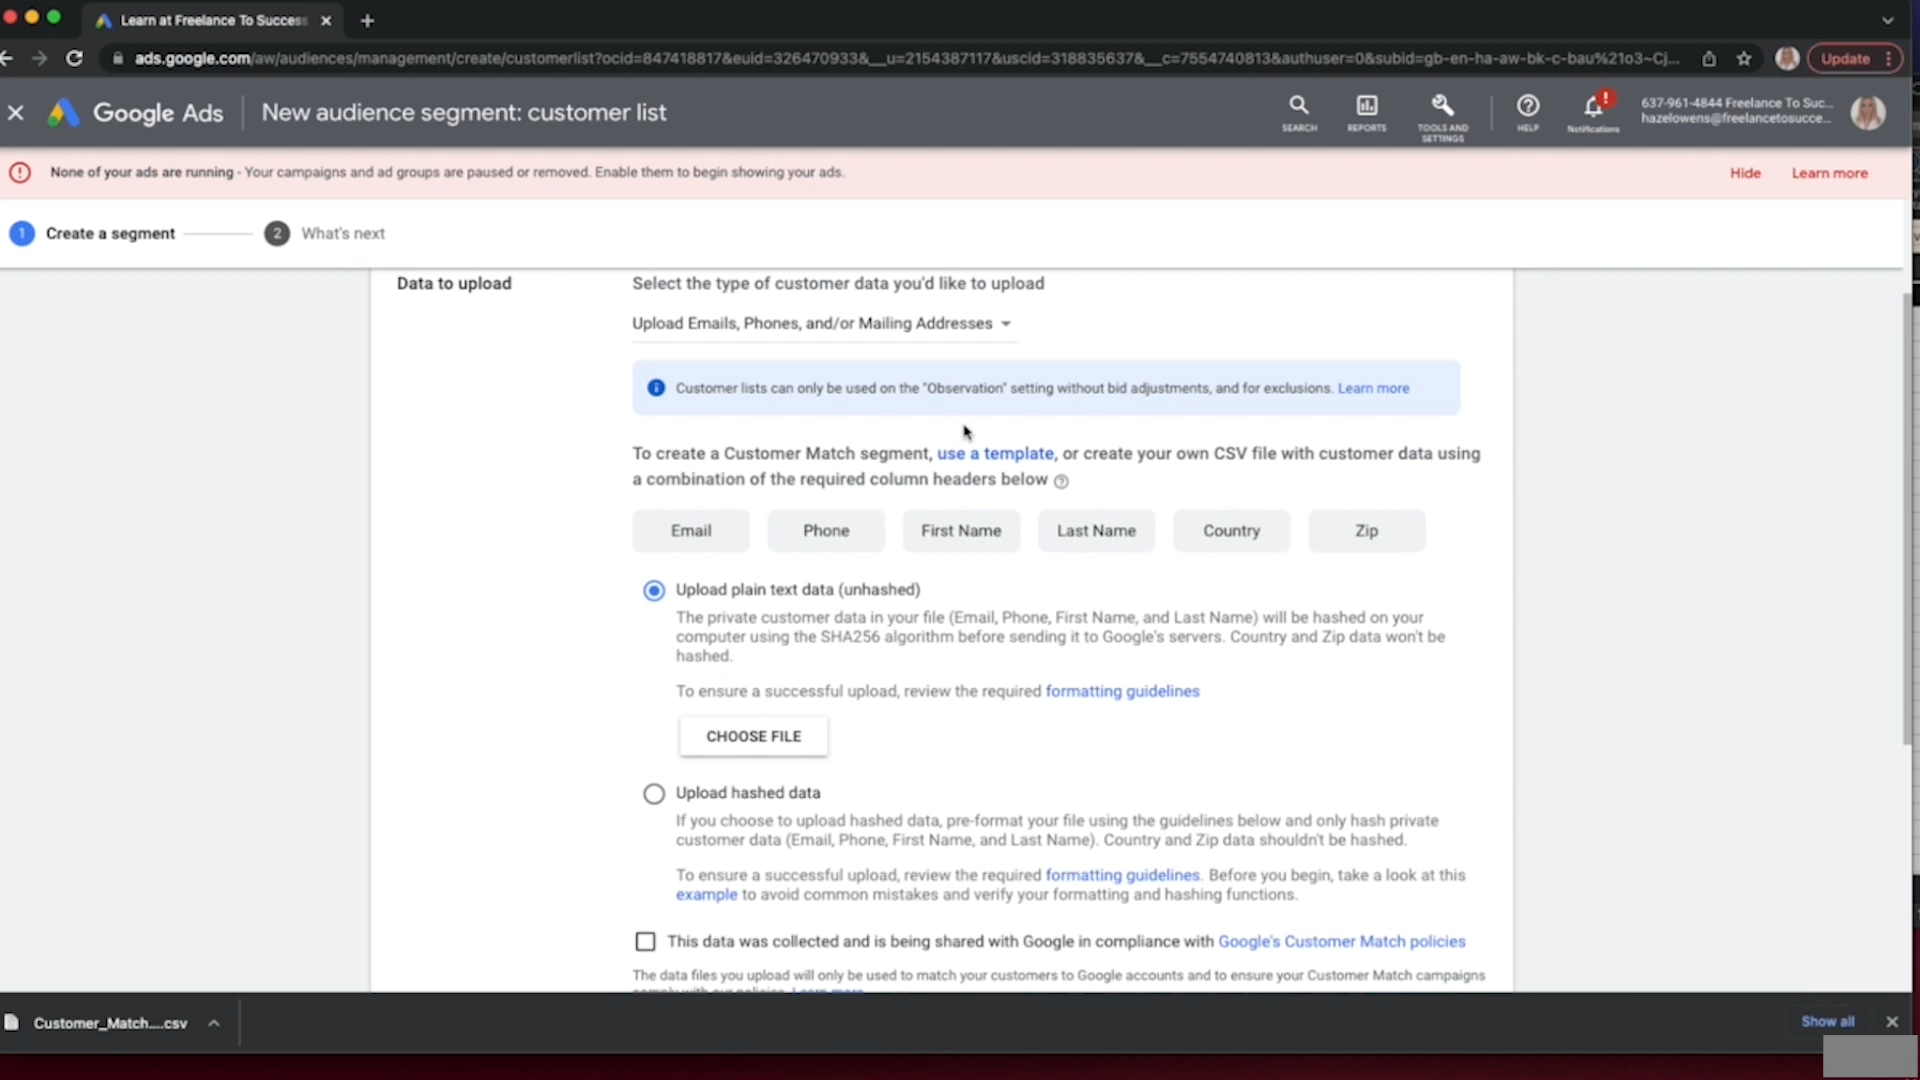 Learn at Freelance To Success
ads.google.com/aw/audiences/management/create/customerlist?ocid=847418817&euid=326470933&__u=2154387117&uscid=318835637&__c=7554740813&authuser=0&subid=gb-en-ha-aw-bk-c-bau%21o3~Cj...
Update
Google Ads
New audience segment: customer list
SEARCH
REPORTS
TOOLS AND
SETTINGS
HELP
Notifications
637-961-4844 Freelance To Suc...
hazelowens@freelancetosucce...
None of your ads are running - Your campaigns and ad groups are paused or removed. Enable them to begin showing your ads.
Hide
Learn more
1 Create a segment
2 What's next
Data to upload
Select the type of customer data you'd like to upload
Upload Emails, Phones, and/or Mailing Addresses
Customer lists can only be used on the "Observation" setting without bid adjustments, and for exclusions. Learn more
To create a Customer Match segment, use a template, or create your own CSV file with customer data using
a combination of the required column headers below
Email
Phone
First Name
Last Name
Country
Zip
Upload plain text data (unhashed)
The private customer data in your file (Email, Phone, First Name, and Last Name) will be hashed on your
computer using the SHA256 algorithm before sending it to Google's servers. Country and Zip data won't be
hashed.
To ensure a successful upload, review the required formatting guidelines
CHOOSE FILE
Upload hashed data
If you choose to upload hashed data, pre-format your file using the guidelines below and only hash private
customer data (Email, Phone, First Name, and Last Name). Country and Zip data shouldn't be hashed.
To ensure a successful upload, review the required formatting guidelines. Before you begin, take a look at this
example to avoid common mistakes and verify your formatting and hashing functions.
This data was collected and is being shared with Google in compliance with Google's Customer Match policies
The data files you upload will only be used to match your customers to Google accounts and to ensure your Customer Match campaigns
comply with our policies. Learn more
Customer_Match....csv
Show all